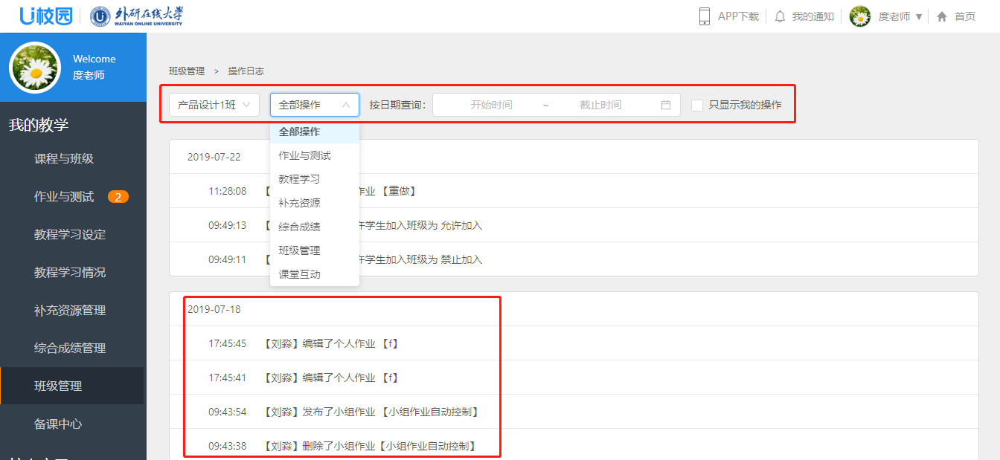 U校园 外研在线大学
WAIYAN ONLINE UNIVERSITY
APP下载 我的通知 度老师 首页
Welcome
度老师
我的教学
课程与班级
作业与测试 2
教程学习设定
教程学习情况
补充资源管理
综合成绩管理
班级管理
备课中心
班级管理 > 操作日志
产品设计1班 全部操作 按日期查询: 开始时间 ~ 截止时间 只显示我的操作
全部操作
作业与测试
教程学习
补充资源
综合成绩
班级管理
课堂互动
2019-07-22
11:28:08 【 作业 【重做】
09:49:13 【 许学生加入班级为 允许加入
09:49:11 【 许学生加入班级为 禁止加入
2019-07-18
17:45:45 【刘淼】编辑了个人作业 【f】
17:45:41 【刘淼】编辑了个人作业 【f】
09:43:54 【刘淼】发布了小组作业 【小组作业自动控制】
09:43:38 【刘淼】删除了小组作业【小组作业自动控制】